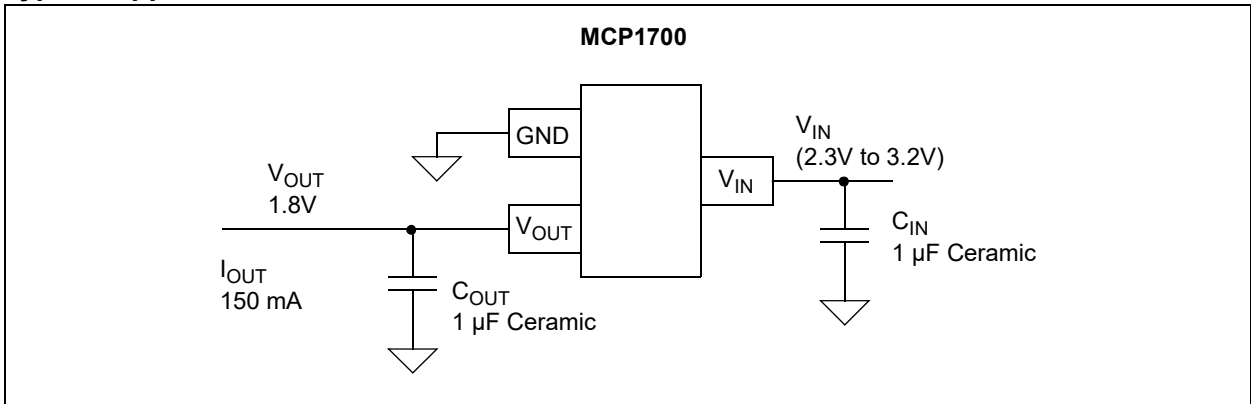 MCP1700
GND
VIN
(2.3V to 3.2V)
VIN
VOUT
1.8V
VOUT
CIN
1 µF Ceramic
IOUT
150 mA
COUT
1 µF Ceramic